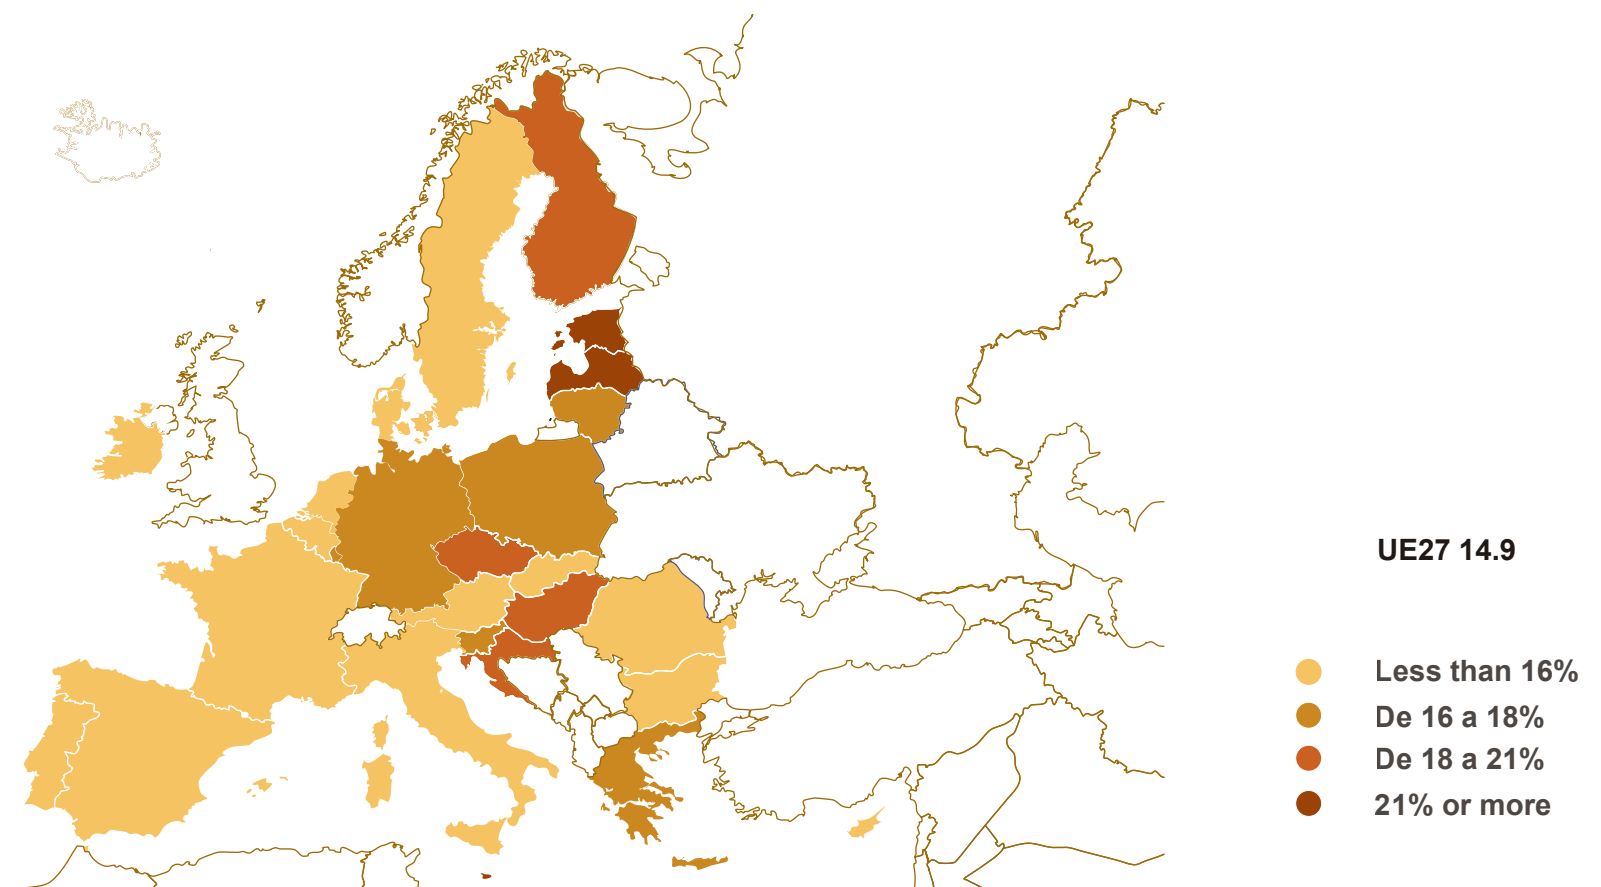 UE27 14.9
Less than 16%
De 16 a 18%
De 18 a 21%
21% or more